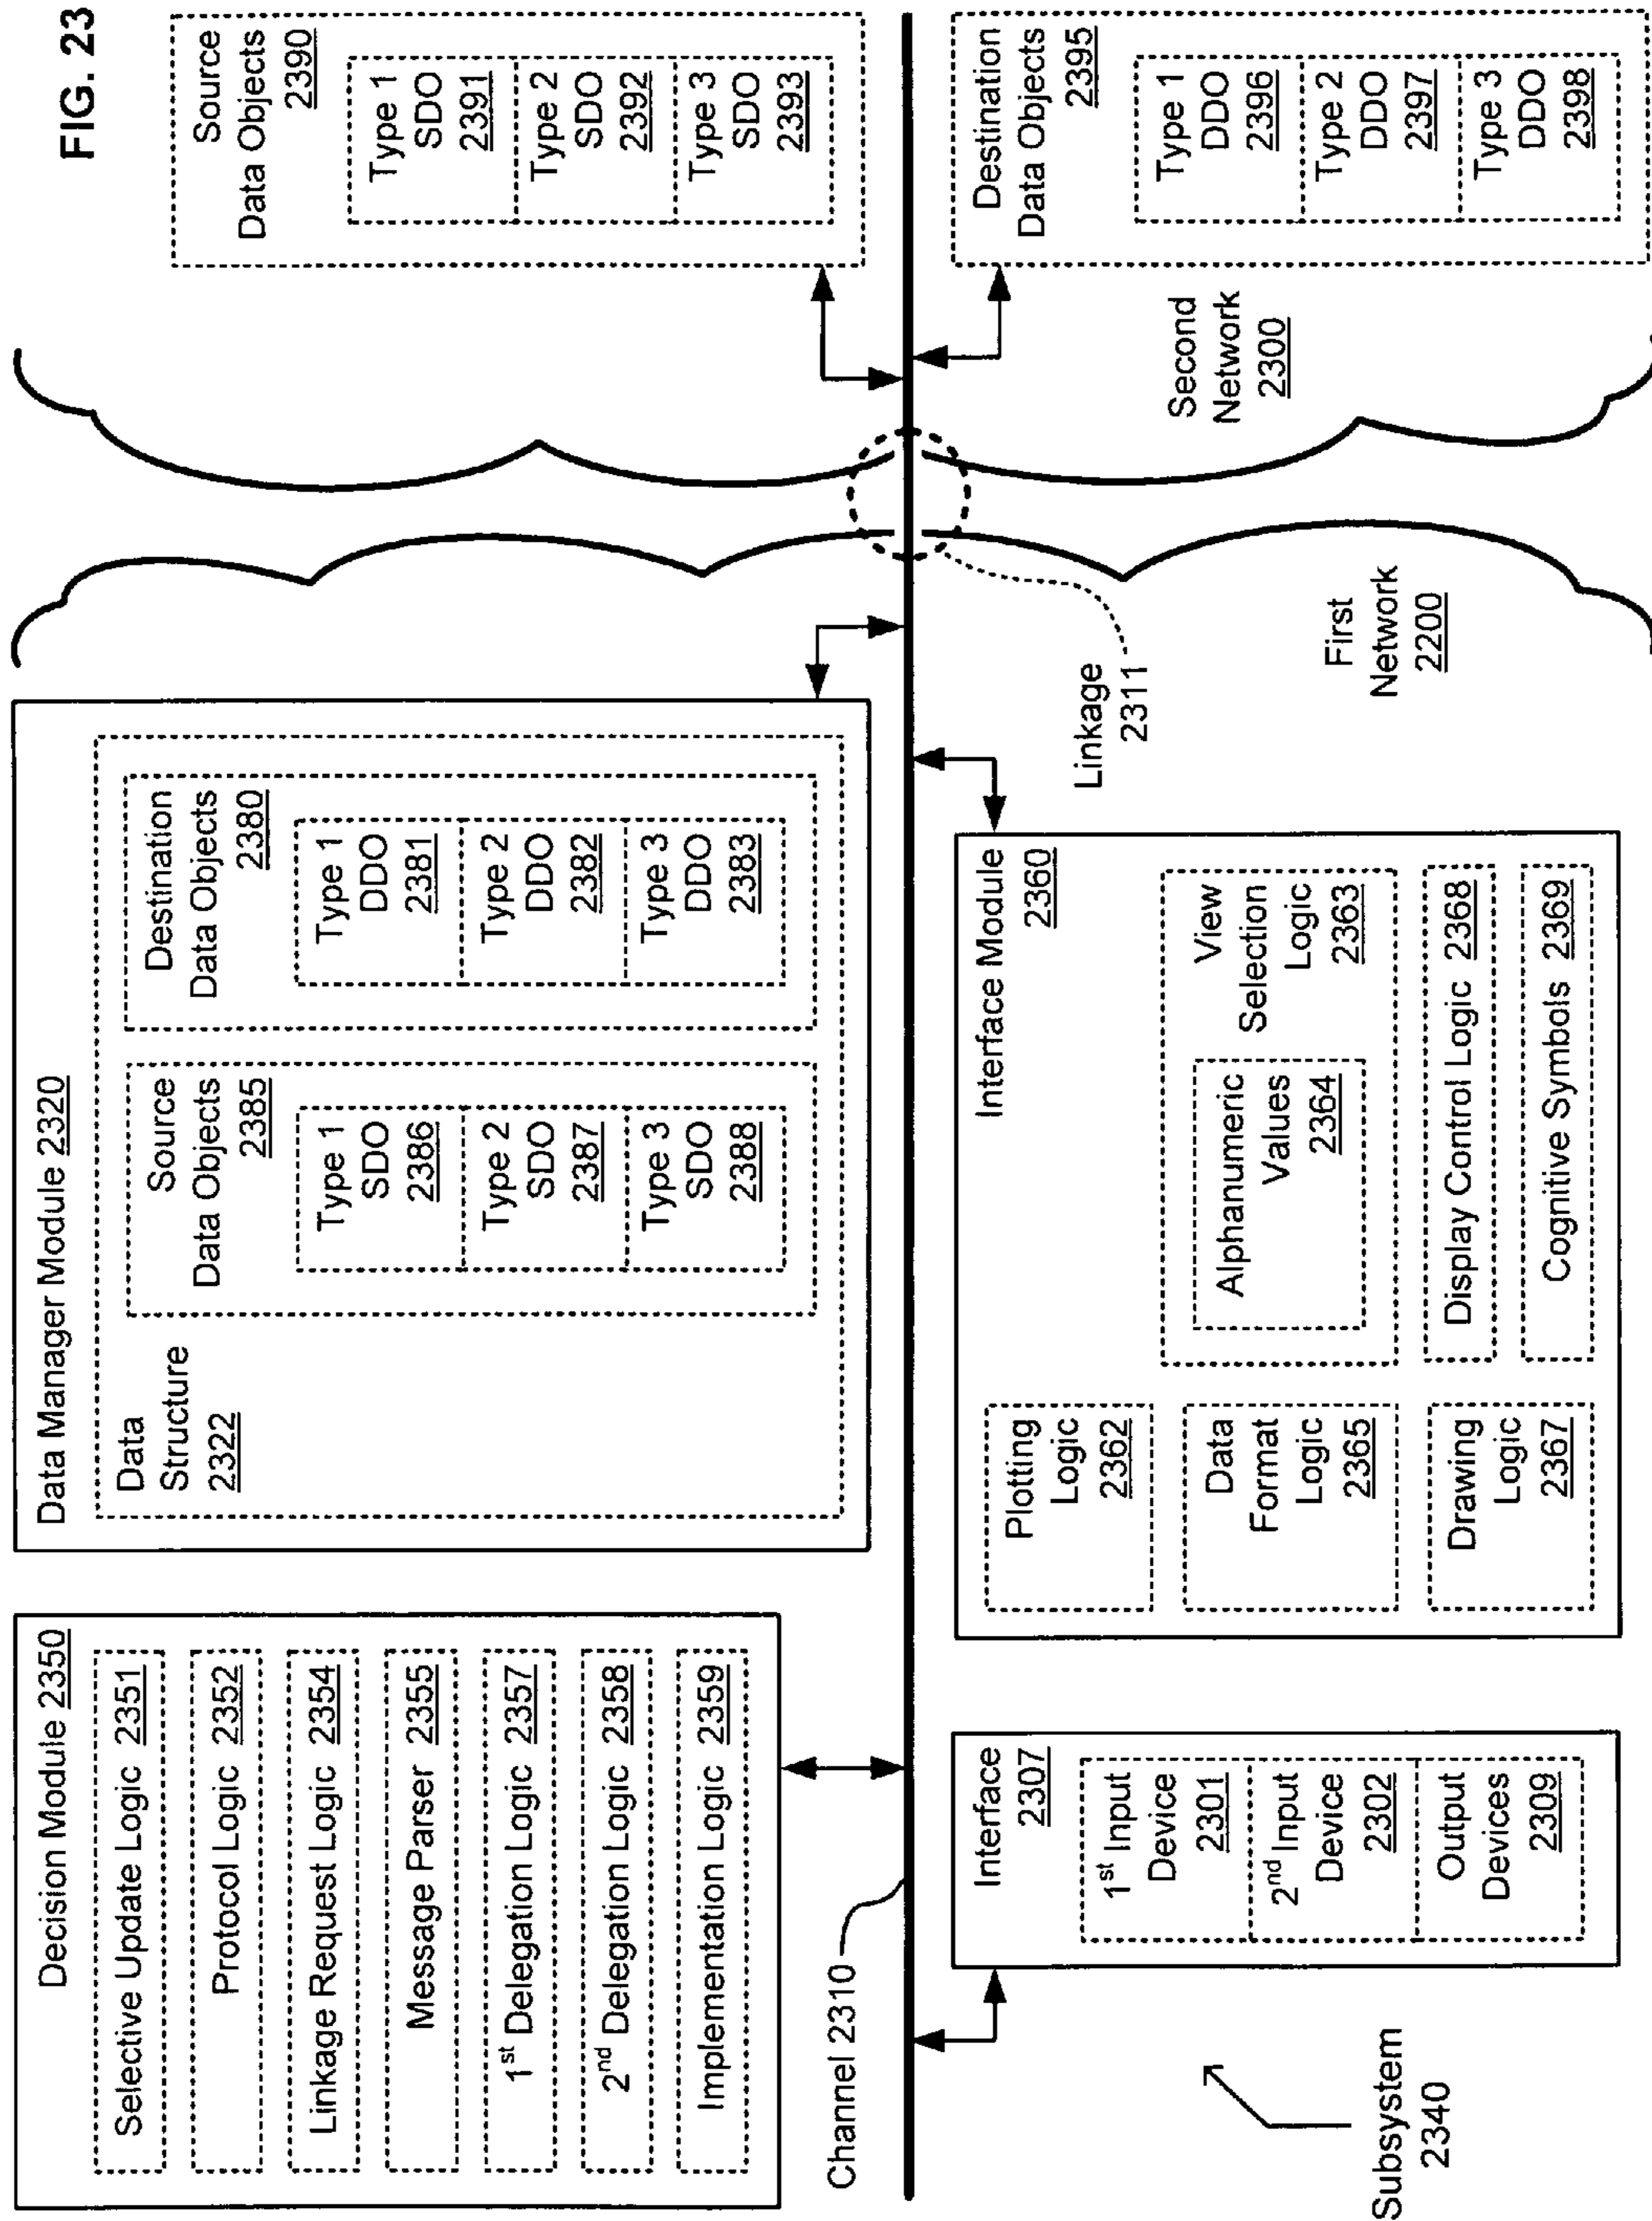 FIG. 23
Decision Module 2350
Selective Update Logic 2351
Protocol Logic 2352
Linkage Request Logic 2354
Message Parser 2355
1st Delegation Logic 2357
2nd Delegation Logic 2358
Implementation Logic 2359
Data Manager Module 2320
Data
Structure
2322
Source
Data Objects
2385
Type 1
SDO
2386
Type 2
SDO
2387
Type 3
SDO
2388
Destination
Data Objects
2380
Type 1
DDO
2381
Type 2
DDO
2382
Type 3
DDO
2383
Source
Data Objects
2390
Type 1
SDO
2391
Type 2
SDO
2392
Type 3
SDO
2393
Channel 2310
Interface
2307
1st Input
Device
2301
2nd Input
Device
2302
Output
Devices
2309
Subsystem
2340
Interface Module
2360
Plotting
Logic
2362
Data
Format
Logic
2365
Drawing
Logic
2367
View
Selection
Logic
2363
Alphanumeric
Values
2364
Display Control Logic 2368
Cognitive Symbols 2369
Linkage
2311
First
Network
2200
Second
Network
2300
Destination
Data Objects
2395
Type 1
DDO
2396
Type 2
DDO
2397
Type 3
DDO
2398